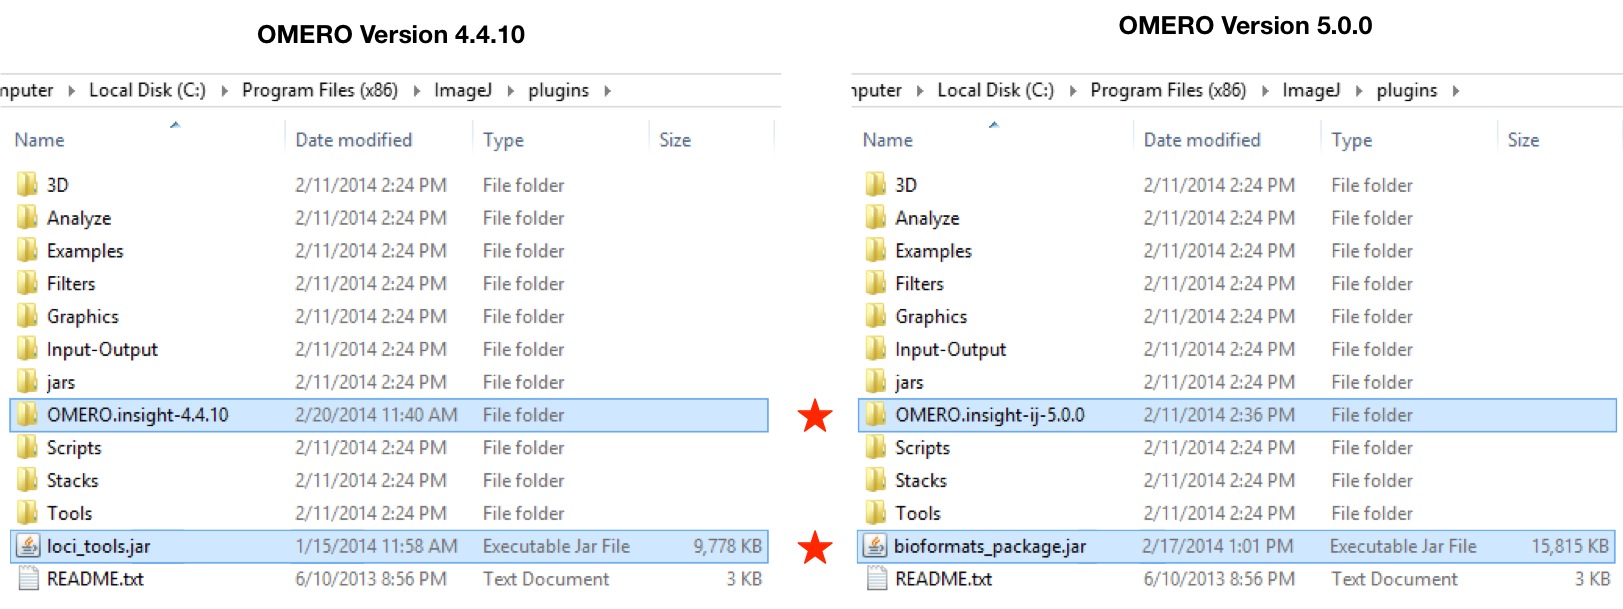 OMERO Version 4.4.10
mputer Local Disk (C:) Program Files (x86) ImageJ plugins
Name Date modified Type Size
3D 2/11/2014 2:24 PM File folder
Analyze 2/11/2014 2:24 PM File folder
Examples 2/11/2014 2:24 PM File folder
Filters 2/11/2014 2:24 PM File folder
Graphics 2/11/2014 2:24 PM File folder
Input-Output 2/11/2014 2:24 PM File folder
jars 2/11/2014 2:24 PM File folder
OMERO.insight-4.4.10 2/20/2014 11:40 AM File folder
Scripts 2/11/2014 2:24 PM File folder
Stacks 2/11/2014 2:24 PM File folder
Tools 2/11/2014 2:24 PM File folder
loci_tools.jar 1/15/2014 11:58 AM Executable Jar File 9,778 KB
README.txt 6/10/2013 8:56 PM Text Document 3 KB
OMERO Version 5.0.0
mputer Local Disk (C:) Program Files (x86) ImageJ plugins
Name Date modified Type Size
3D 2/11/2014 2:24 PM File folder
Analyze 2/11/2014 2:24 PM File folder
Examples 2/11/2014 2:24 PM File folder
Filters 2/11/2014 2:24 PM File folder
Graphics 2/11/2014 2:24 PM File folder
Input-Output 2/11/2014 2:24 PM File folder
jars 2/11/2014 2:24 PM File folder
OMERO.insight-ij-5.0.0 2/11/2014 2:36 PM File folder
Scripts 2/11/2014 2:24 PM File folder
Stacks 2/11/2014 2:24 PM File folder
Tools 2/11/2014 2:24 PM File folder
bioformats_package.jar 2/17/2014 1:01 PM Executable Jar File 15,815 KB
README.txt 6/10/2013 8:56 PM Text Document 3 KB